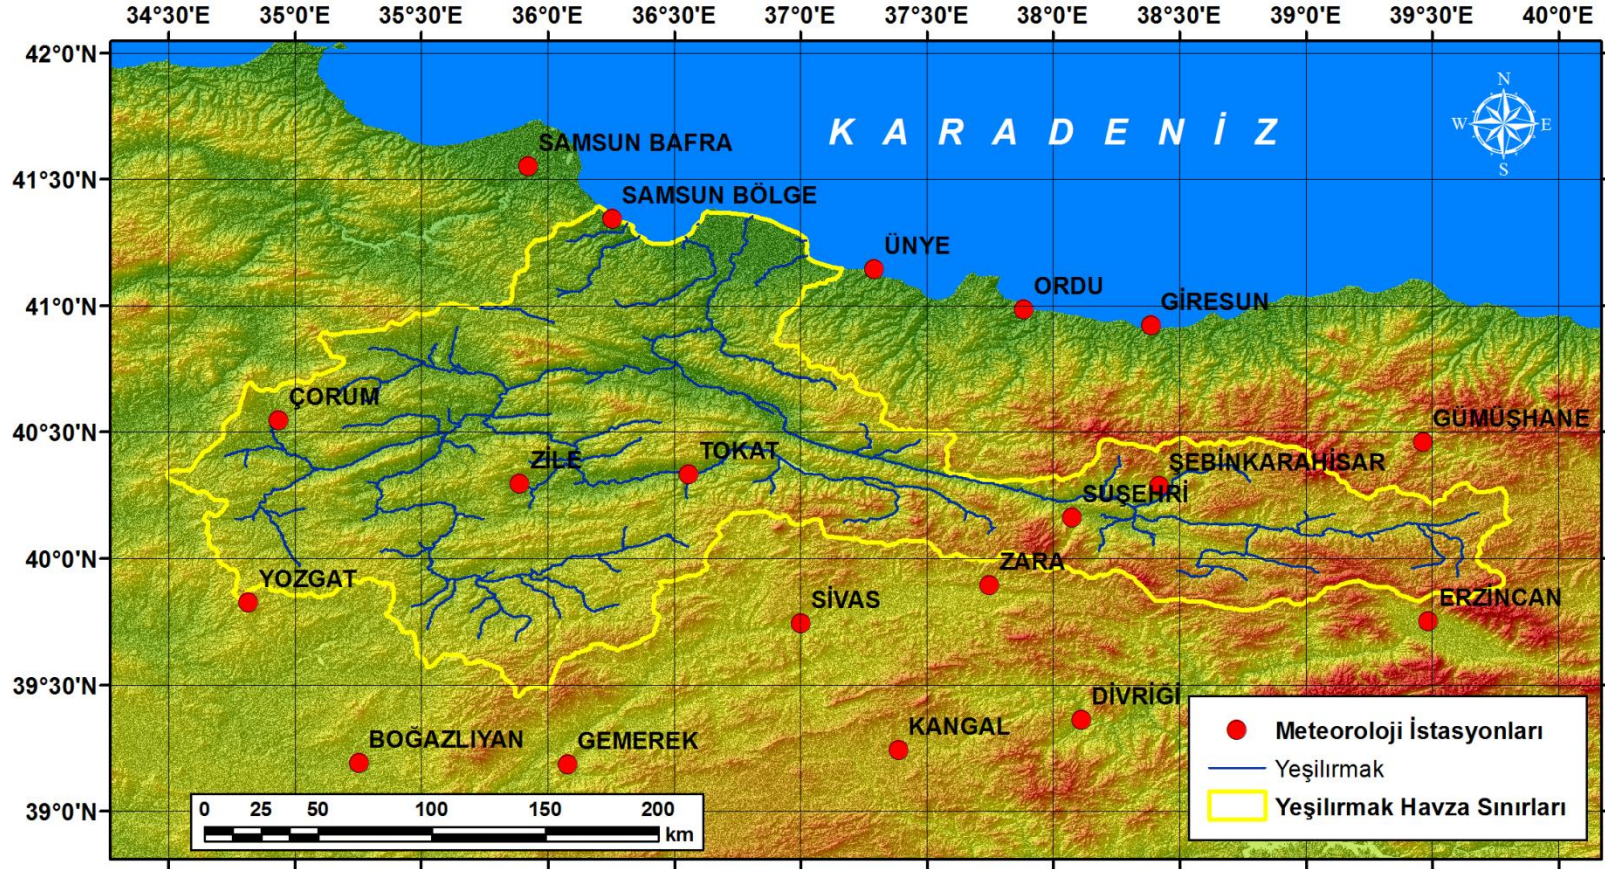 34°30'E 35°0'E 35°30'E 36°0'E 36°30'E 37°0'E 37°30'E 38°0'E 38°30'E 39°0'E 39°30'E 40°0'E
42°0'N
41°30'N
41°0'N
40°30'N
40°0'N
39°30'N
39°0'N
KARADENİZ
N
W E
S
SAMSUN BAFRA
SAMSUN BÖLGE
ÜNYE
ORDU
GİRESUN
ÇORUM
GÜMÜŞHANE
ZİLE
TOKAT
ŞEBİNKARAHİSAR
SUŞEHRİ
ZARA
YOZGAT
SİVAS
ERZİNCAN
DİVRİĞİ
KANGAL
BOĞAZLIYAN
GEMEREK
0 25 50 100 150 200
km
Meteoroloji İstasyonları
Yeşilırmak
Yeşilırmak Havza Sınırları